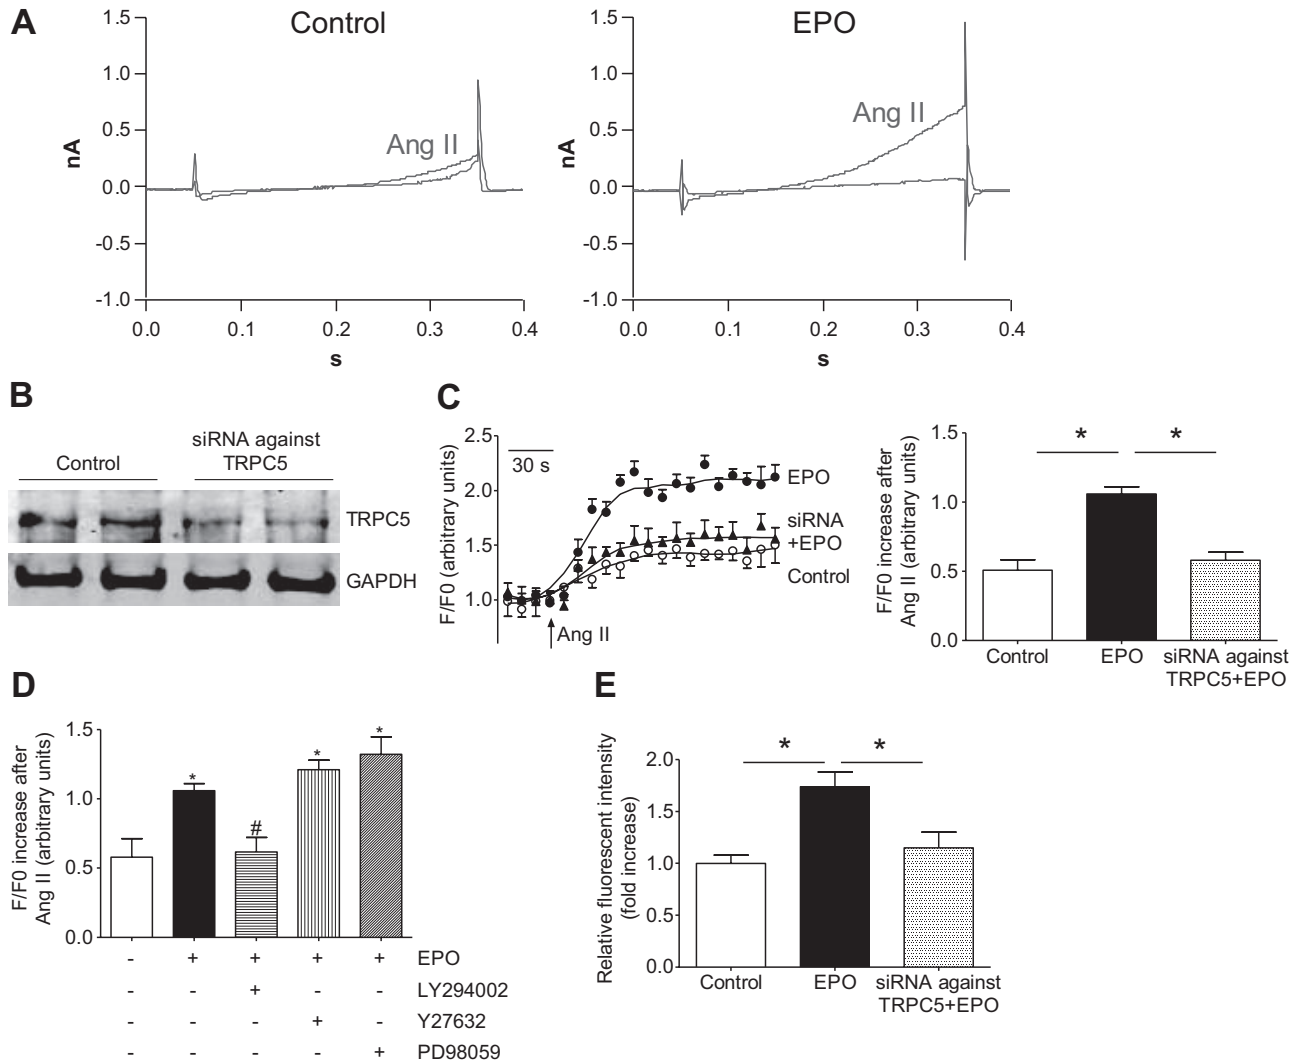 A
Control
EPO
1.5
1.0
0.5
0.0
-0.5
-1.0
nA
Ang II
0.0 0.1 0.2 0.3 0.4
s
1.5
1.0
0.5
0.0
-0.5
-1.0
nA
Ang II
0.0 0.1 0.2 0.3 0.4
s
B
Control
siRNA against
TRPC5
TRPC5
GAPDH
C
2.5
2.0
1.5
1.0
F/F0 (arbitrary units)
30 s
EPO
siRNA
+EPO
Control
Ang II
1.5
1.0
0.5
0.0
F/F0 increase after
Ang II (arbitrary units)
* *
Control EPO siRNA against
TRPC5+EPO
D
1.5
1.0
0.5
0.0
F/F0 increase after
Ang II (arbitrary units)
* # * *
- + + + + EPO
- - + - - LY294002
- - - + - Y27632
- - - - + PD98059
E
2.0
1.5
1.0
0.5
0.0
Relative fluorescent intensity
(fold increase)
* *
Control EPO siRNA against
TRPC5+EPO